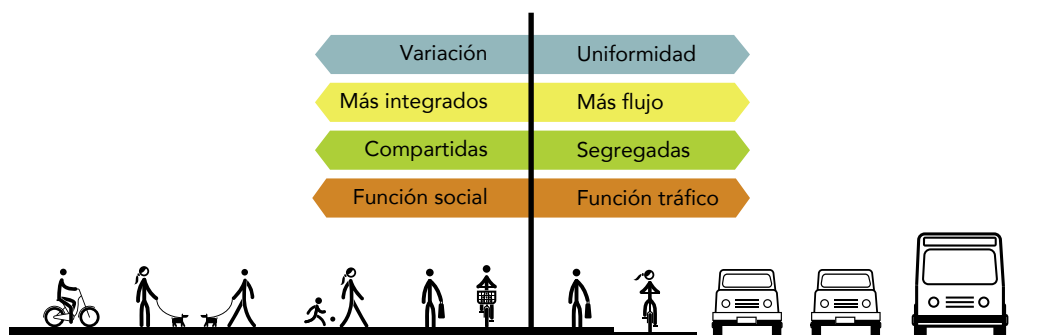 Variación Uniformidad
Más integrados Más flujo
Compartidas Segregadas
Función social Función tráfico